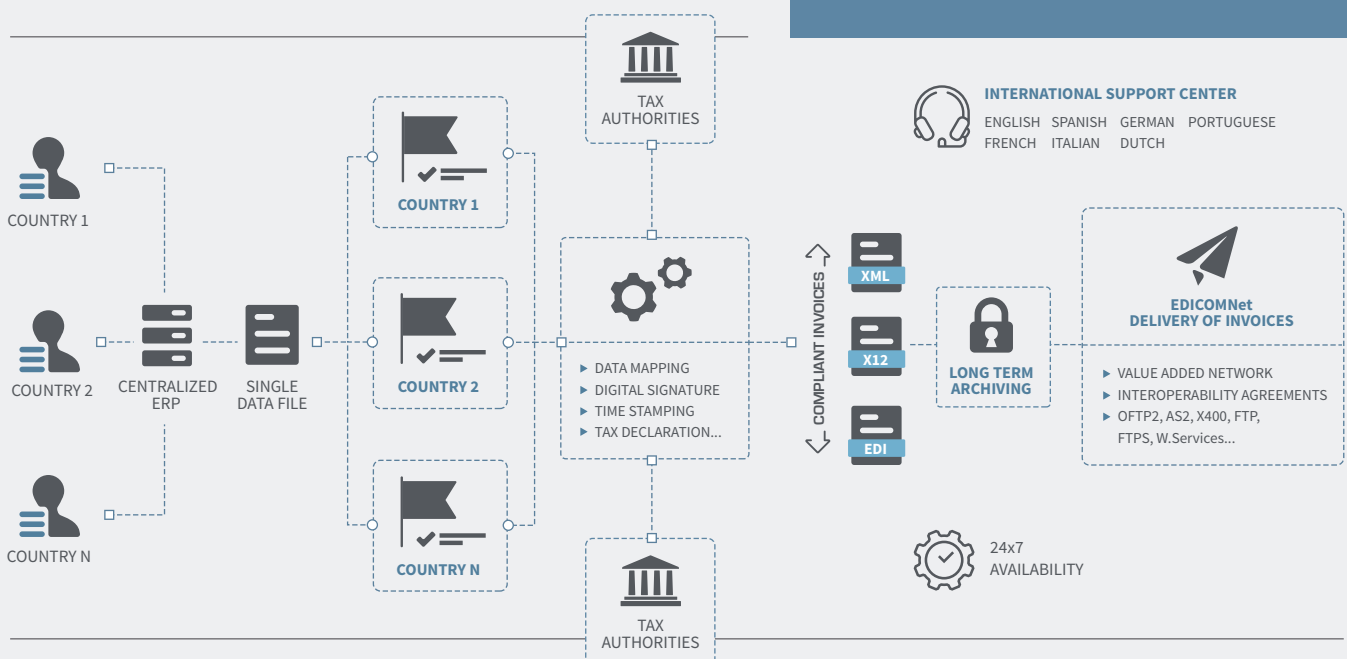 COUNTRY 1
COUNTRY 2
COUNTRY N
CENTRALIZED
ERP
SINGLE
DATA FILE
COUNTRY 1
COUNTRY 2
COUNTRY N
TAX
AUTHORITIES
DATA MAPPING
DIGITAL SIGNATURE
TIME STAMPING
TAX DECLARATION...
TAX
AUTHORITIES
COMPLIANT INVOICES
XML
X12
EDI
LONG TERM
ARCHIVING
INTERNATIONAL SUPPORT CENTER
ENGLISH SPANISH GERMAN PORTUGUESE
FRENCH ITALIAN DUTCH
EDICOMNet
DELIVERY OF INVOICES
VALUE ADDED NETWORK
INTEROPERABILITY AGREEMENTS
OFTP2, AS2, X400, FTP,
FTPS, W.Services...
24x7
AVAILABILITY